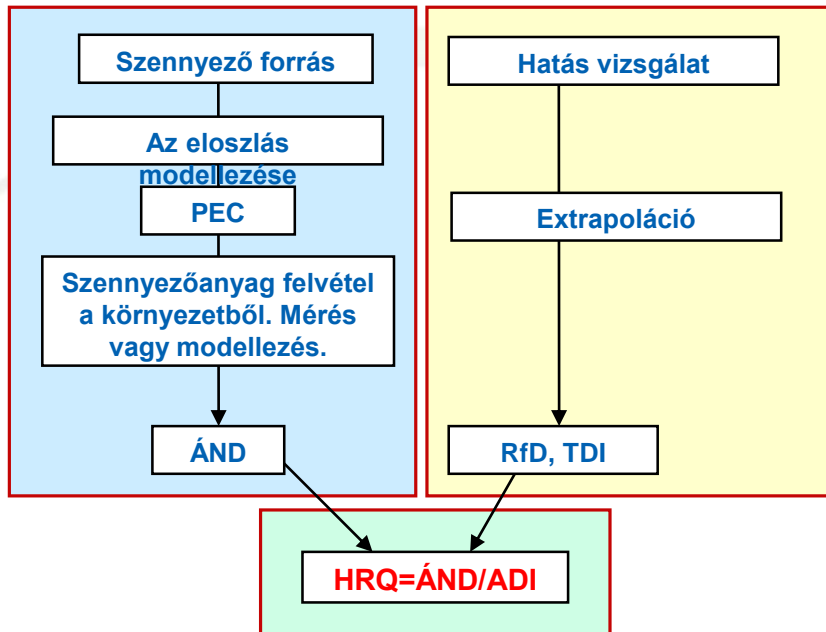 Szennyező forrás
Az eloszlás
modellezése
PEC
Szennyezőanyag felvétel
a környezetből. Mérés
vagy modellezés.
ÁND
Hatás vizsgálat
Extrapoláció
RfD, TDI
HRQ=ÁND/ADI